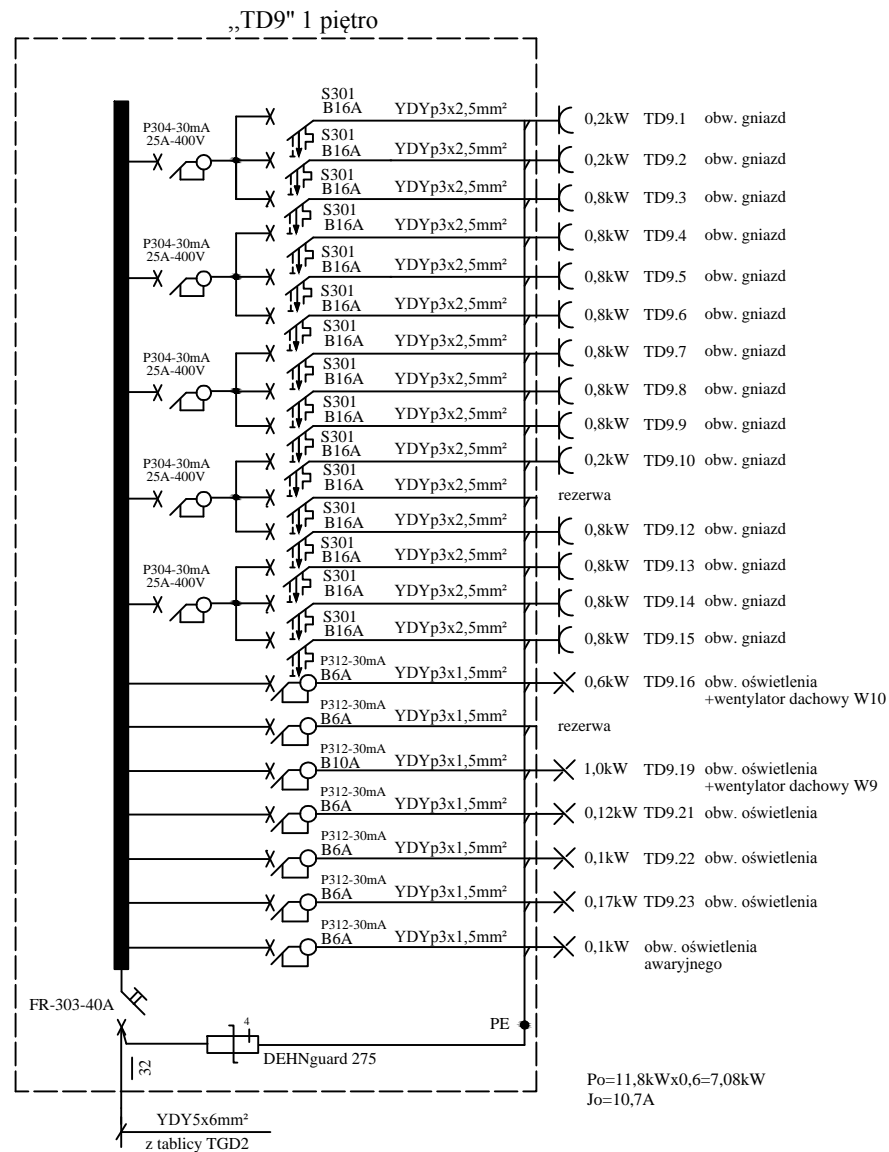 „TD9" 1 piętro
S301
B16A YDYp3x2,5mm² 0,2kW TD9.1 obw. gniazd
P304-30mA
25A-400V
S301
B16A YDYp3x2,5mm² 0,2kW TD9.2 obw. gniazd
S301
B16A YDYp3x2,5mm² 0,8kW TD9.3 obw. gniazd
S301
B16A YDYp3x2,5mm² 0,8kW TD9.4 obw. gniazd
P304-30mA
25A-400V
S301
B16A YDYp3x2,5mm² 0,8kW TD9.5 obw. gniazd
S301
B16A YDYp3x2,5mm² 0,8kW TD9.6 obw. gniazd
S301
B16A YDYp3x2,5mm² 0,8kW TD9.7 obw. gniazd
P304-30mA
25A-400V
S301
B16A YDYp3x2,5mm² 0,8kW TD9.8 obw. gniazd
S301
B16A YDYp3x2,5mm² 0,8kW TD9.9 obw. gniazd
S301
B16A YDYp3x2,5mm² 0,2kW TD9.10 obw. gniazd
P304-30mA
25A-400V
S301
B16A YDYp3x2,5mm² rezerwa
S301
B16A YDYp3x2,5mm² 0,8kW TD9.12 obw. gniazd
S301
B16A YDYp3x2,5mm² 0,8kW TD9.13 obw. gniazd
P304-30mA
25A-400V
S301
B16A YDYp3x2,5mm² 0,8kW TD9.14 obw. gniazd
S301
B16A YDYp3x2,5mm² 0,8kW TD9.15 obw. gniazd
P312-30mA
B6A YDYp3x1,5mm² 0,6kW TD9.16 obw. oświetlenia
+wentylator dachowy W10
P312-30mA
B6A YDYp3x1,5mm² rezerwa
P312-30mA
B10A YDYp3x1,5mm² 1,0kW TD9.19 obw. oświetlenia
+wentylator dachowy W9
P312-30mA
B6A YDYp3x1,5mm² 0,12kW TD9.21 obw. oświetlenia
P312-30mA
B6A YDYp3x1,5mm² 0,1kW TD9.22 obw. oświetlenia
P312-30mA
B6A YDYp3x1,5mm² 0,17kW TD9.23 obw. oświetlenia
P312-30mA
B6A YDYp3x1,5mm² 0,1kW obw. oświetlenia
awaryjnego
FR-303-40A
PE
4
DEHNguard 275
32
Po=11,8kWx0,6=7,08kW
Jo=10,7A
YDY5x6mm²
z tablicy TGD2